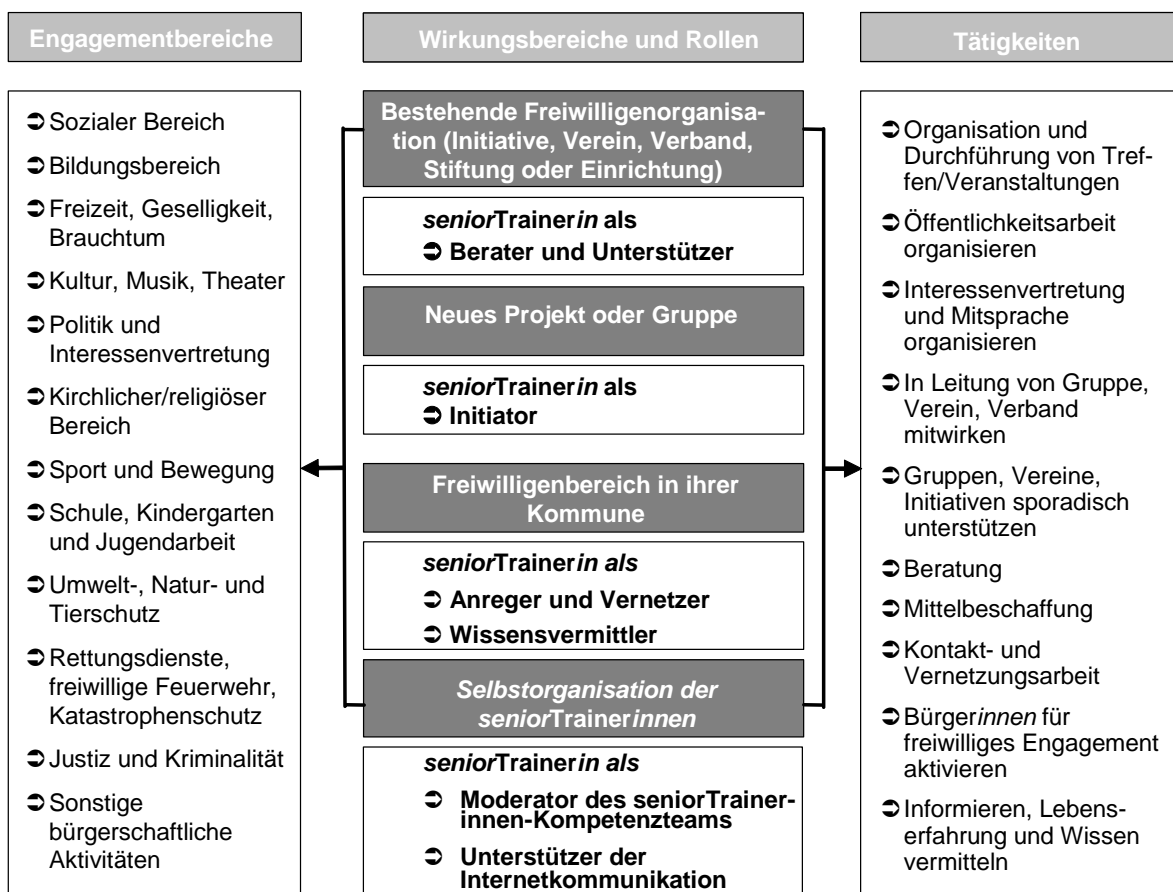 Engagementbereiche
➲ Sozialer Bereich
➲ Bildungsbereich
➲ Freizeit, Geselligkeit,
Brauchtum
➲ Kultur, Musik, Theater
➲ Politik und
Interessenvertretung
➲ Kirchlicher/religiöser
Bereich
➲ Sport und Bewegung
➲ Schule, Kindergarten
und Jugendarbeit
➲ Umwelt-, Natur- und
Tierschutz
➲ Rettungsdienste,
freiwillige Feuerwehr,
Katastrophenschutz
➲ Justiz und Kriminalität
➲ Sonstige
bürgerschaftliche
Aktivitäten
Wirkungsbereiche und Rollen
Bestehende Freiwilligenorganisa-
tion (Initiative, Verein, Verband,
Stiftung oder Einrichtung)
seniorTrainerin als
➲ Berater und Unterstützer
Neues Projekt oder Gruppe
seniorTrainerin als
➲ Initiator
Freiwilligenbereich in ihrer
Kommune
seniorTrainerin als
➲ Anreger und Vernetzer
➲ Wissensvermittler
Selbstorganisation der
seniorTrainerinnen
seniorTrainerin als
➲ Moderator des seniorTrainer-
innen-Kompetenzteams
➲ Unterstützer der
Internetkommunikation
Tätigkeiten
➲ Organisation und
Durchführung von Tref-
fen/Veranstaltungen
➲ Öffentlichkeitsarbeit
organisieren
➲ Interessenvertretung
und Mitsprache
organisieren
➲ In Leitung von Gruppe,
Verein, Verband
mitwirken
➲ Gruppen, Vereine,
Initiativen sporadisch
unterstützen
➲ Beratung
➲ Mittelbeschaffung
➲ Kontakt- und
Vernetzungsarbeit
➲ Bürgerinnen für
freiwilliges Engagement
aktivieren
➲ Informieren, Lebens-
erfahrung und Wissen
vermitteln